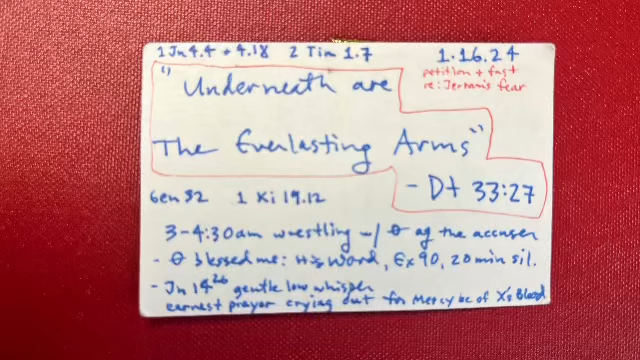 1 Jn 4.4 + 4.18 2 Tim 1.7 1.16.24
petition + fast
re: fear
"Underneath are
The Everlasting Arms"
- Dt 33:27
Gen 32 1 Ki 19.12
3-4:30am wrestling w/ θ ag the accuser
- θ blessed me: His Word, Ex 90, 20 min sil.
- Jn 14²⁶ gentle low whisper
earnest prayer crying out for Mercy bc of X's Blood